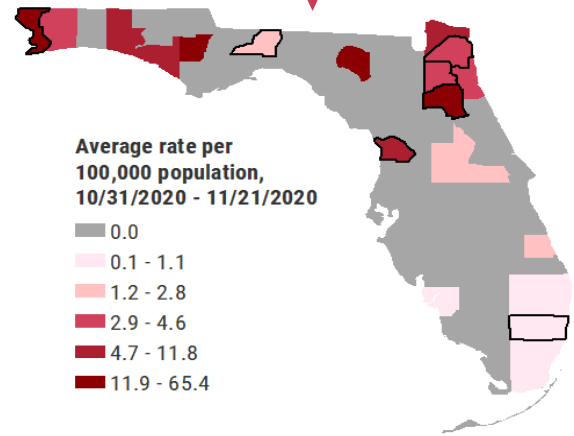 Average rate per
100,000 population,
10/31/2020 - 11/21/2020
0.0
0.1 - 1.1
1.2 - 2.8
2.9 - 4.6
4.7 - 11.8
11.9 - 65.4